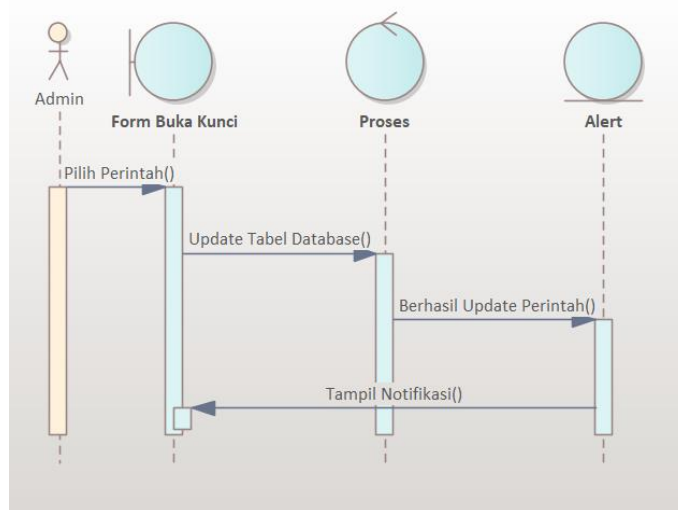 Admin
Form Buka Kunci
Proses
Alert
Pilih Perintah()
Update Tabel Database()
Berhasil Update Perintah()
Tampil Notifikasi()